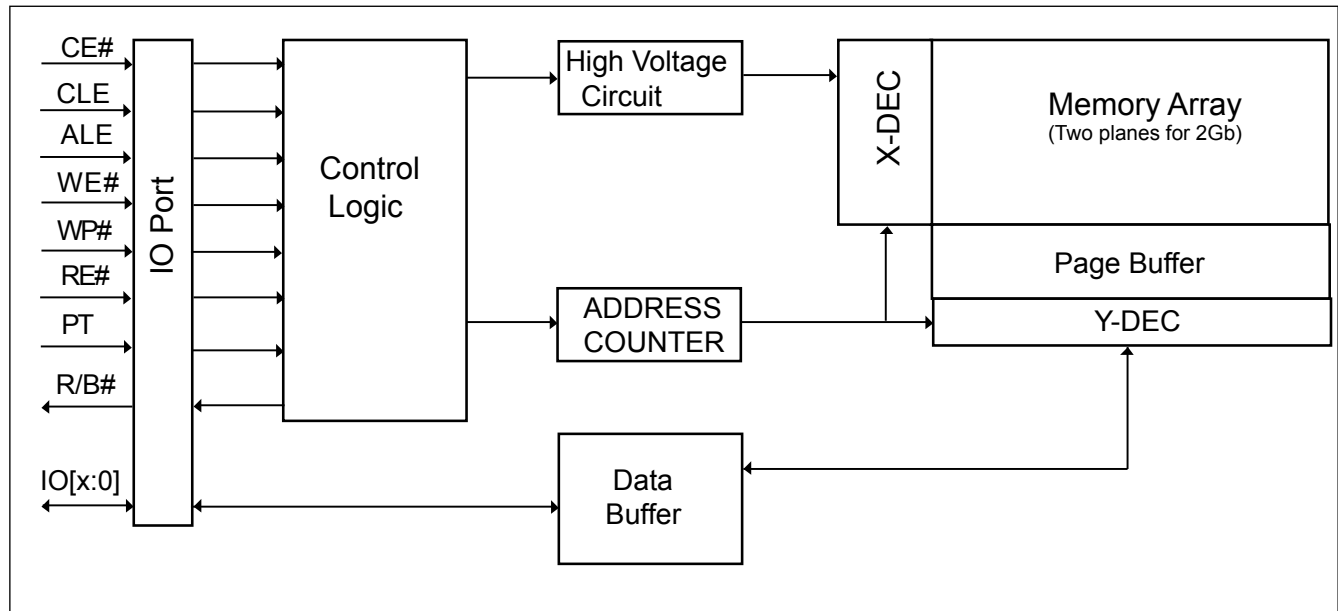 CE#
CLE
ALE
WE#
WP#
RE#
PT
R/B#
IO[x:0]
IO Port
Control
Logic
High Voltage
Circuit
ADDRESS
COUNTER
Data
Buffer
X-DEC
Memory Array
(Two planes for 2Gb)
Page Buffer
Y-DEC